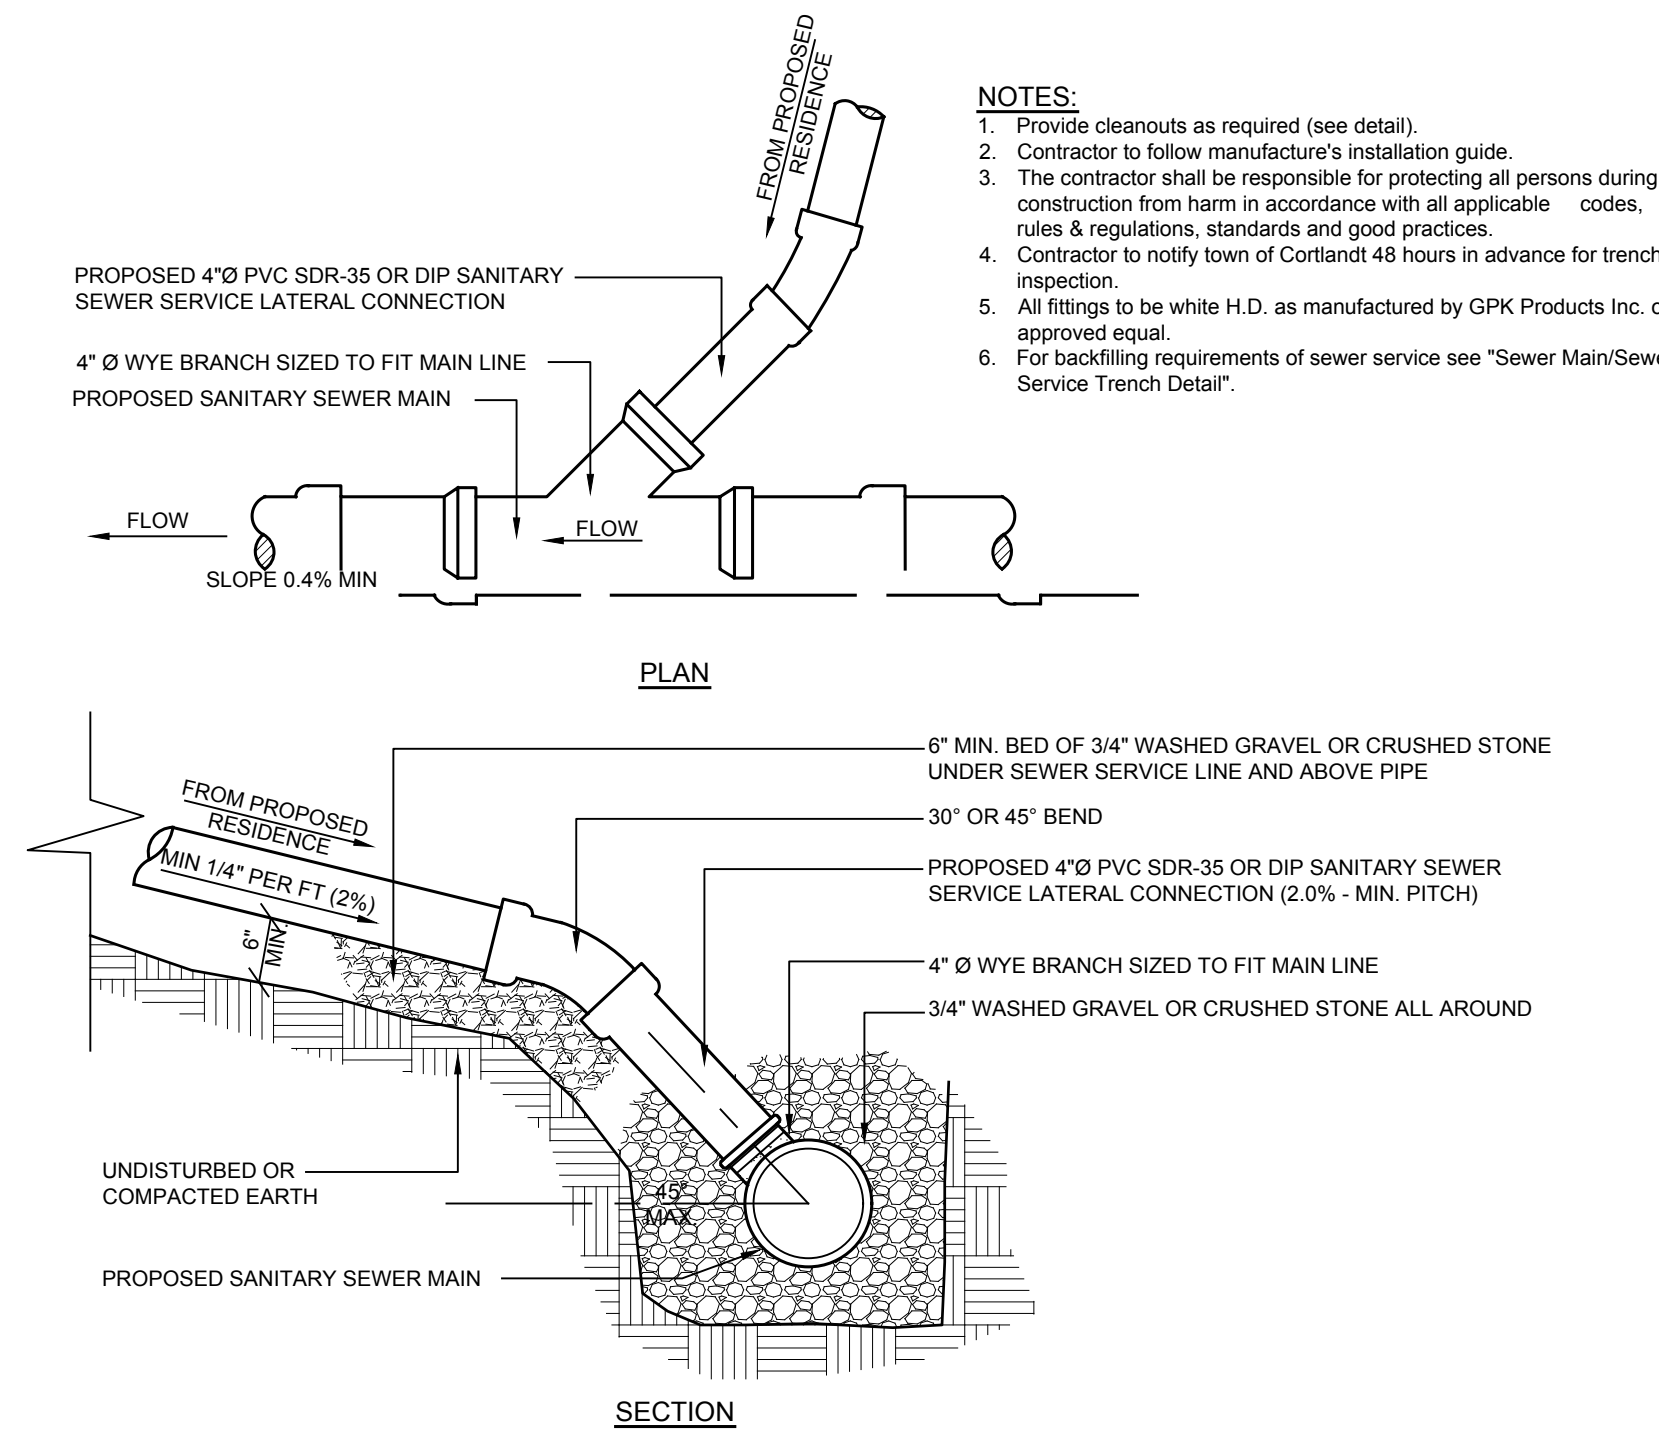 FROM PROPOSED
RESIDENCE
NOTES:
1. Provide cleanouts as required (see detail).
2. Contractor to follow manufacture's installation guide.
3. The contractor shall be responsible for protecting all persons during
construction from harm in accordance with all applicable codes,
rules & regulations, standards and good practices.
4. Contractor to notify town of Cortlandt 48 hours in advance for trench
inspection.
5. All fittings to be white H.D. as manufactured by GPK Products Inc. o
approved equal.
6. For backfilling requirements of sewer service see "Sewer Main/Sewe
Service Trench Detail".
PROPOSED 4"Ø PVC SDR-35 OR DIP SANITARY
SEWER SERVICE LATERAL CONNECTION
4" Ø WYE BRANCH SIZED TO FIT MAIN LINE
PROPOSED SANITARY SEWER MAIN
FLOW
FLOW
SLOPE 0.4% MIN
PLAN
6" MIN. BED OF 3/4" WASHED GRAVEL OR CRUSHED STONE
UNDER SEWER SERVICE LINE AND ABOVE PIPE
FROM PROPOSED
RESIDENCE
30° OR 45° BEND
MIN 1/4" PER FT (2%)
PROPOSED 4"Ø PVC SDR-35 OR DIP SANITARY SEWER
SERVICE LATERAL CONNECTION (2.0% - MIN. PITCH)
6"
MIN.
4" Ø WYE BRANCH SIZED TO FIT MAIN LINE
3/4" WASHED GRAVEL OR CRUSHED STONE ALL AROUND
UNDISTURBED OR
COMPACTED EARTH
45°
MAX.
PROPOSED SANITARY SEWER MAIN
SECTION